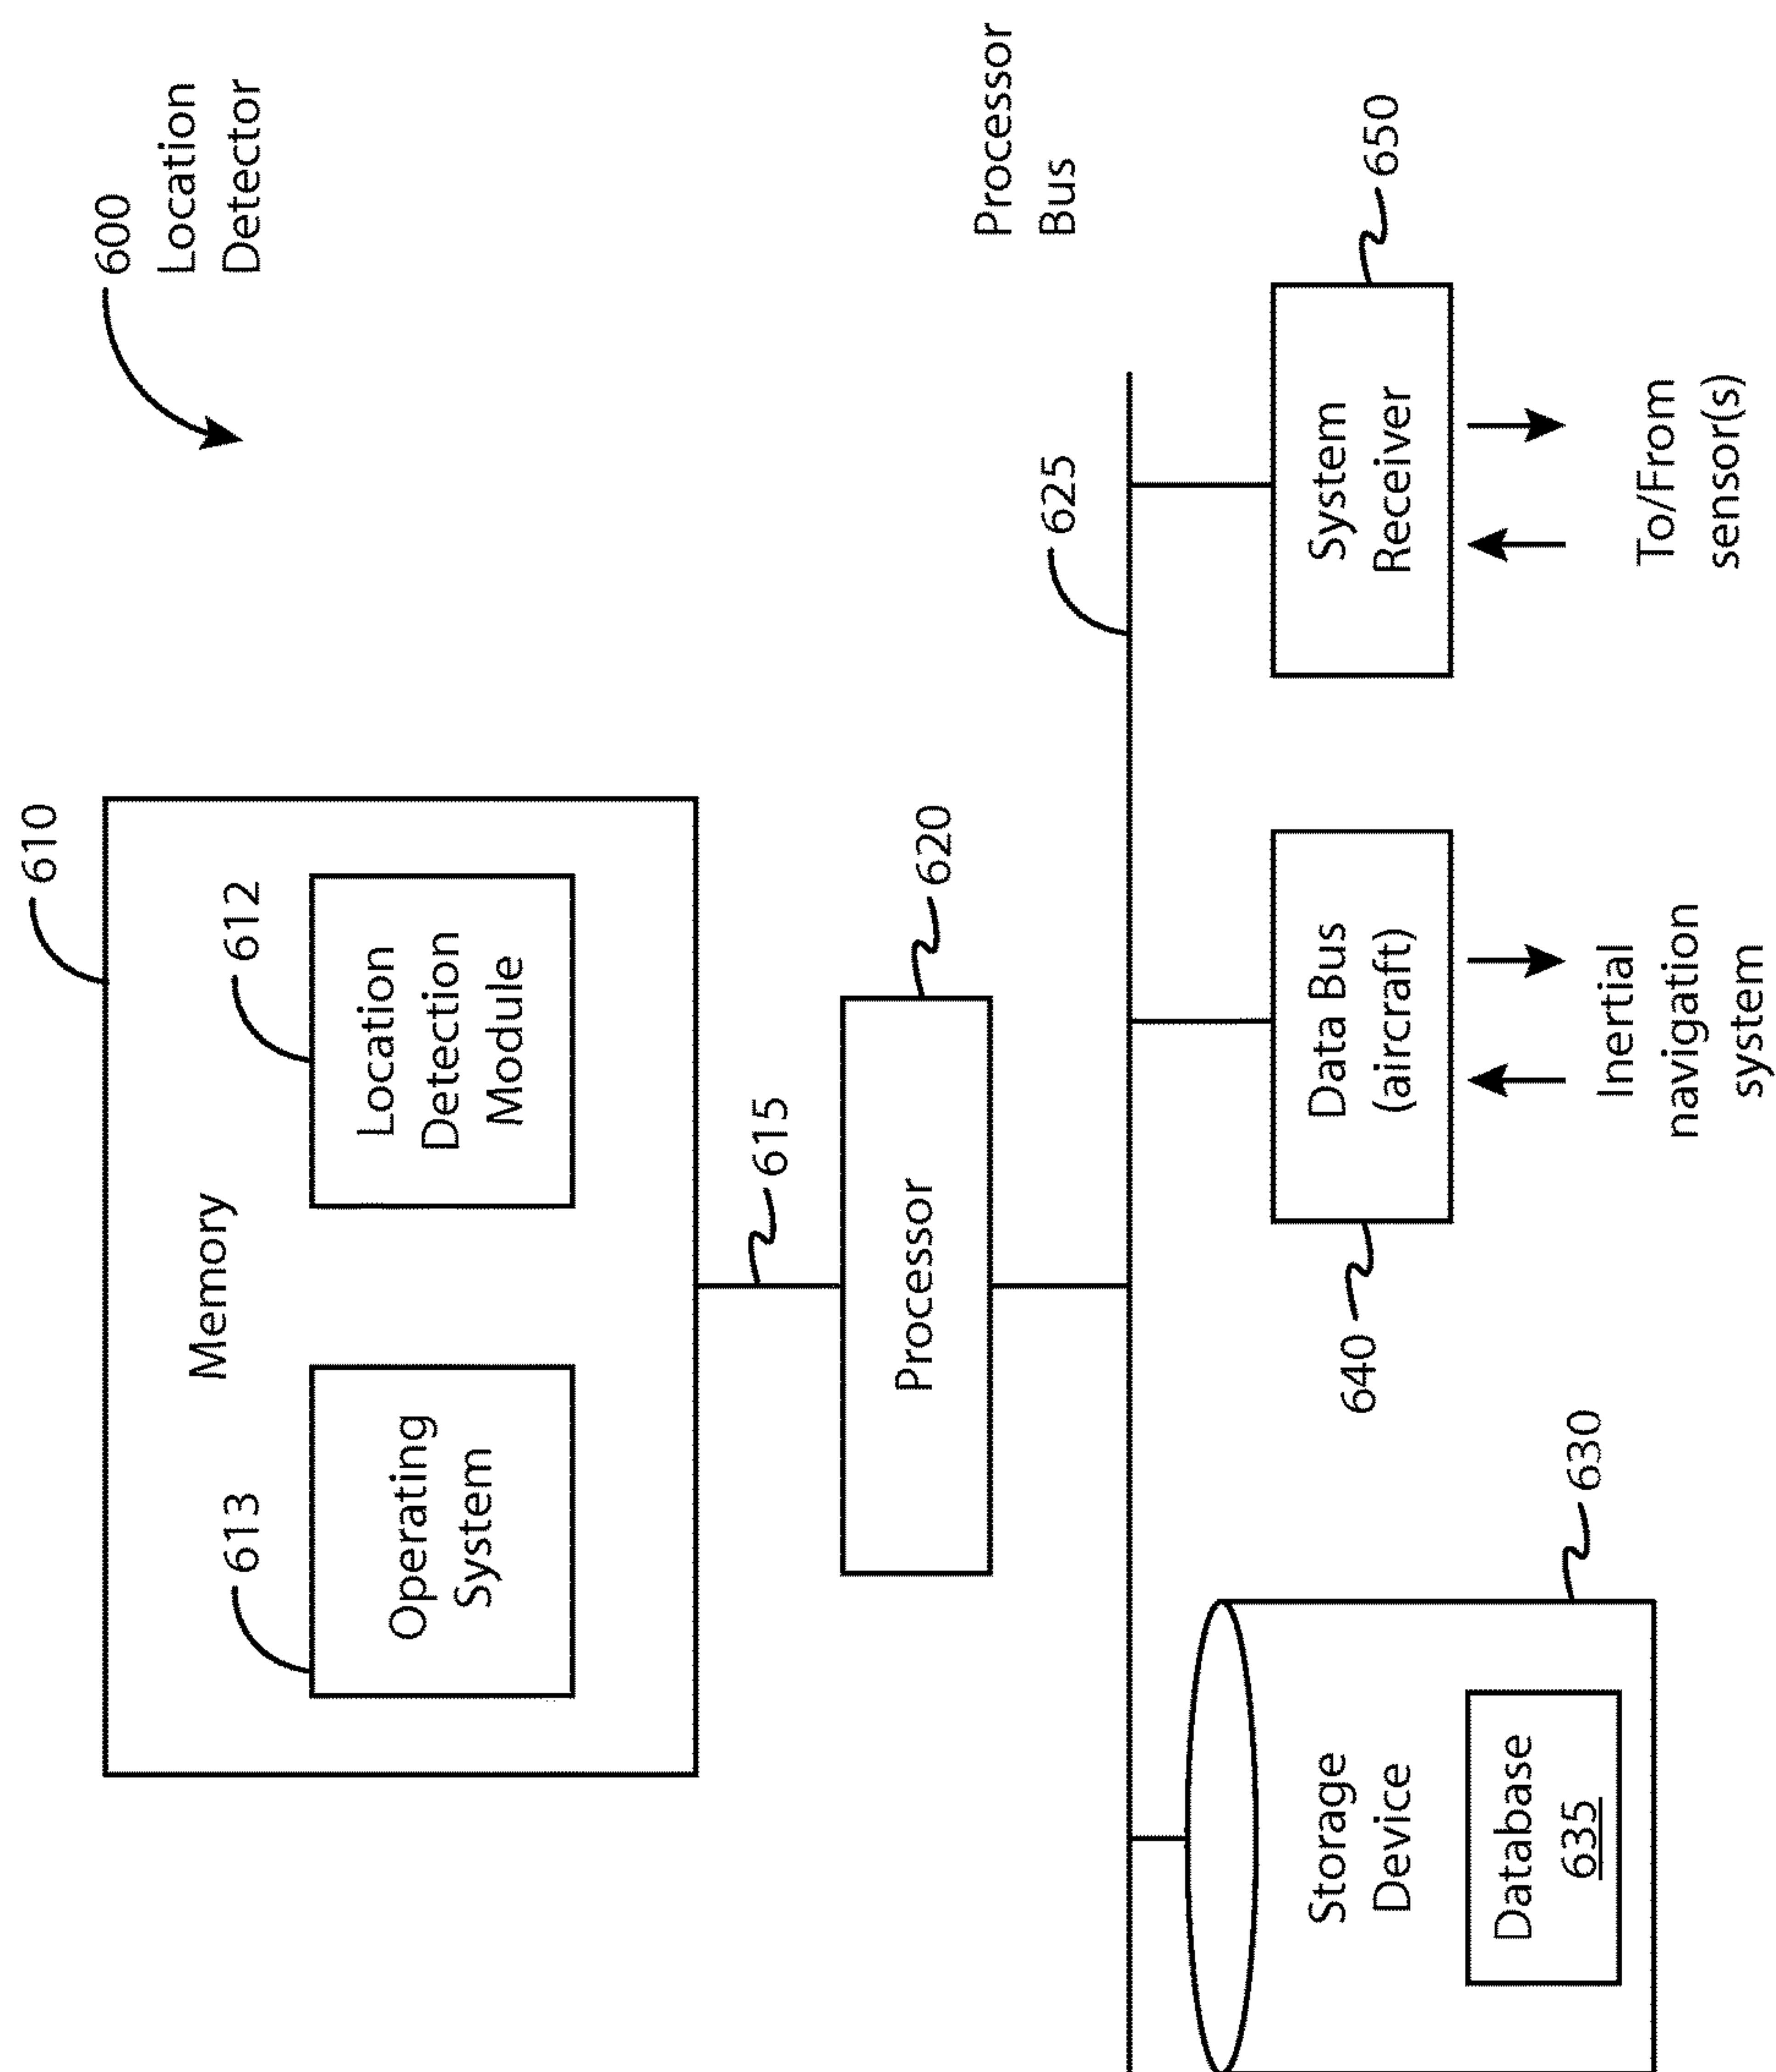 600
Location
Detector
610
Memory
613
Operating
System
612
Location
Detection
Module
615
Processor
620
Processor
Bus
625
Storage
Device
Database
635
630
640
Data Bus
(aircraft)
Inertial
navigation
system
System
Receiver
650
To/From
sensor(s)